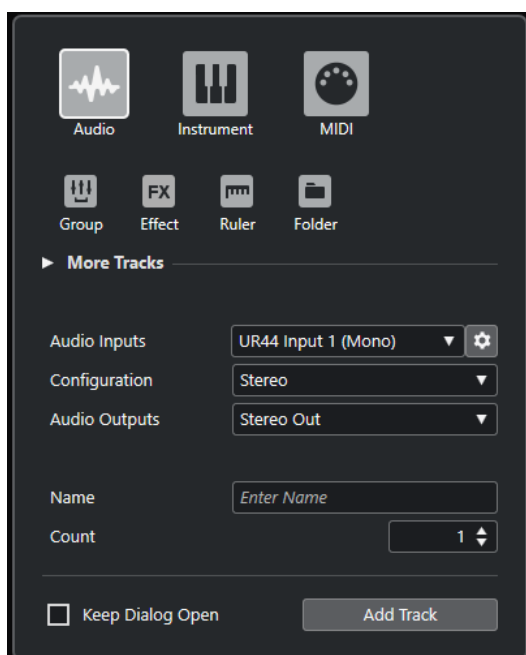 Audio Instrument MIDI
FX
Group Effect Ruler Folder
More Tracks
Audio Inputs UR44 Input 1 (Mono)
Configuration Stereo
Audio Outputs Stereo Out
Name Enter Name
Count 1
Keep Dialog Open Add Track